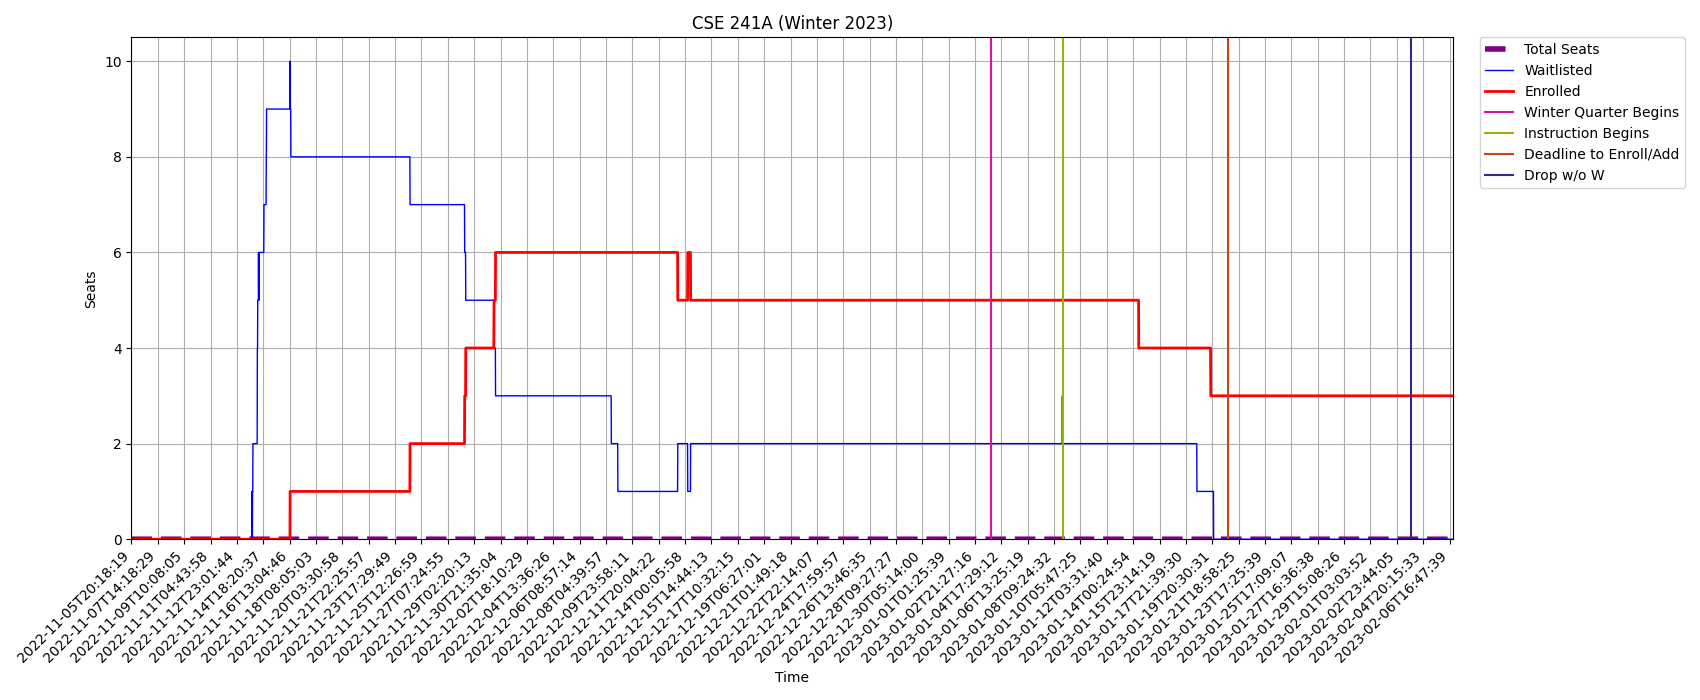 CSE 241A (Winter 2023)
Total Seats
Waitlisted
Enrolled
Winter Quarter Begins
Instruction Begins
Deadline to Enroll/Add
Drop w/o W
Seats
10
8
6
4
2
0
2022-11-05T20:18:19
2022-11-07T14:18:29
2022-11-09T10:08:05
2022-11-11T04:43:58
2022-11-12T23:01:44
2022-11-14T18:20:37
2022-11-16T13:04:46
2022-11-18T08:05:03
2022-11-20T03:30:58
2022-11-21T22:25:57
2022-11-23T17:29:49
2022-11-25T12:26:59
2022-11-27T07:24:55
2022-11-29T02:20:13
2022-11-30T21:35:04
2022-12-02T18:10:29
2022-12-04T13:36:26
2022-12-06T08:57:14
2022-12-08T04:39:57
2022-12-09T23:58:11
2022-12-11T20:04:22
2022-12-14T00:05:58
2022-12-15T14:44:13
2022-12-17T10:32:15
2022-12-19T06:27:01
2022-12-21T01:49:18
2022-12-22T22:14:07
2022-12-24T17:59:57
2022-12-26T13:46:35
2022-12-28T09:27:27
2022-12-30T05:14:00
2023-01-01T01:25:39
2023-01-02T21:27:16
2023-01-04T17:29:12
2023-01-06T13:25:19
2023-01-08T09:24:32
2023-01-10T05:47:25
2023-01-12T03:31:40
2023-01-14T00:24:54
2023-01-15T23:14:19
2023-01-17T21:39:30
2023-01-19T20:30:31
2023-01-21T18:58:25
2023-01-23T17:25:39
2023-01-25T17:09:07
2023-01-27T16:36:38
2023-01-29T15:08:26
2023-02-01T03:03:52
2023-02-02T23:44:05
2023-02-04T20:15:33
2023-02-06T16:47:39
Time